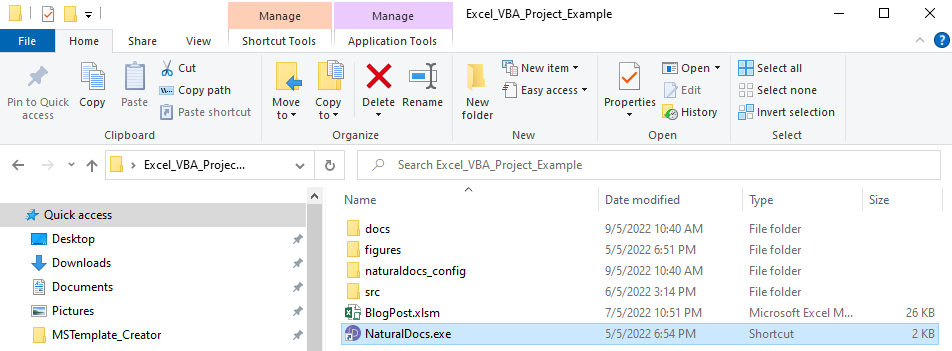 Manage Manage Excel_VBA_Project_Example
File Home Share View Shortcut Tools Application Tools
Pin to Quick access
Copy
Paste
Cut
Copy path
Paste shortcut
Clipboard
Move to
Copy to
Delete
Rename
Organize
New folder
New item
Easy access
New
Properties
Open
Edit
History
Open
Select all
Select none
Invert selection
Select
Excel_VBA_Projec... Search Excel_VBA_Project_Example
Quick access
Desktop
Downloads
Documents
Pictures
MSTemplate_Creator
Name Date modified Type Size
docs 9/5/2022 10:40 AM File folder
figures 5/5/2022 6:51 PM File folder
naturaldocs_config 9/5/2022 10:40 AM File folder
src 6/5/2022 3:14 PM File folder
BlogPost.xlsm 7/5/2022 10:51 PM Microsoft Excel M... 26 KB
NaturalDocs.exe 5/5/2022 6:54 PM Shortcut 2 KB